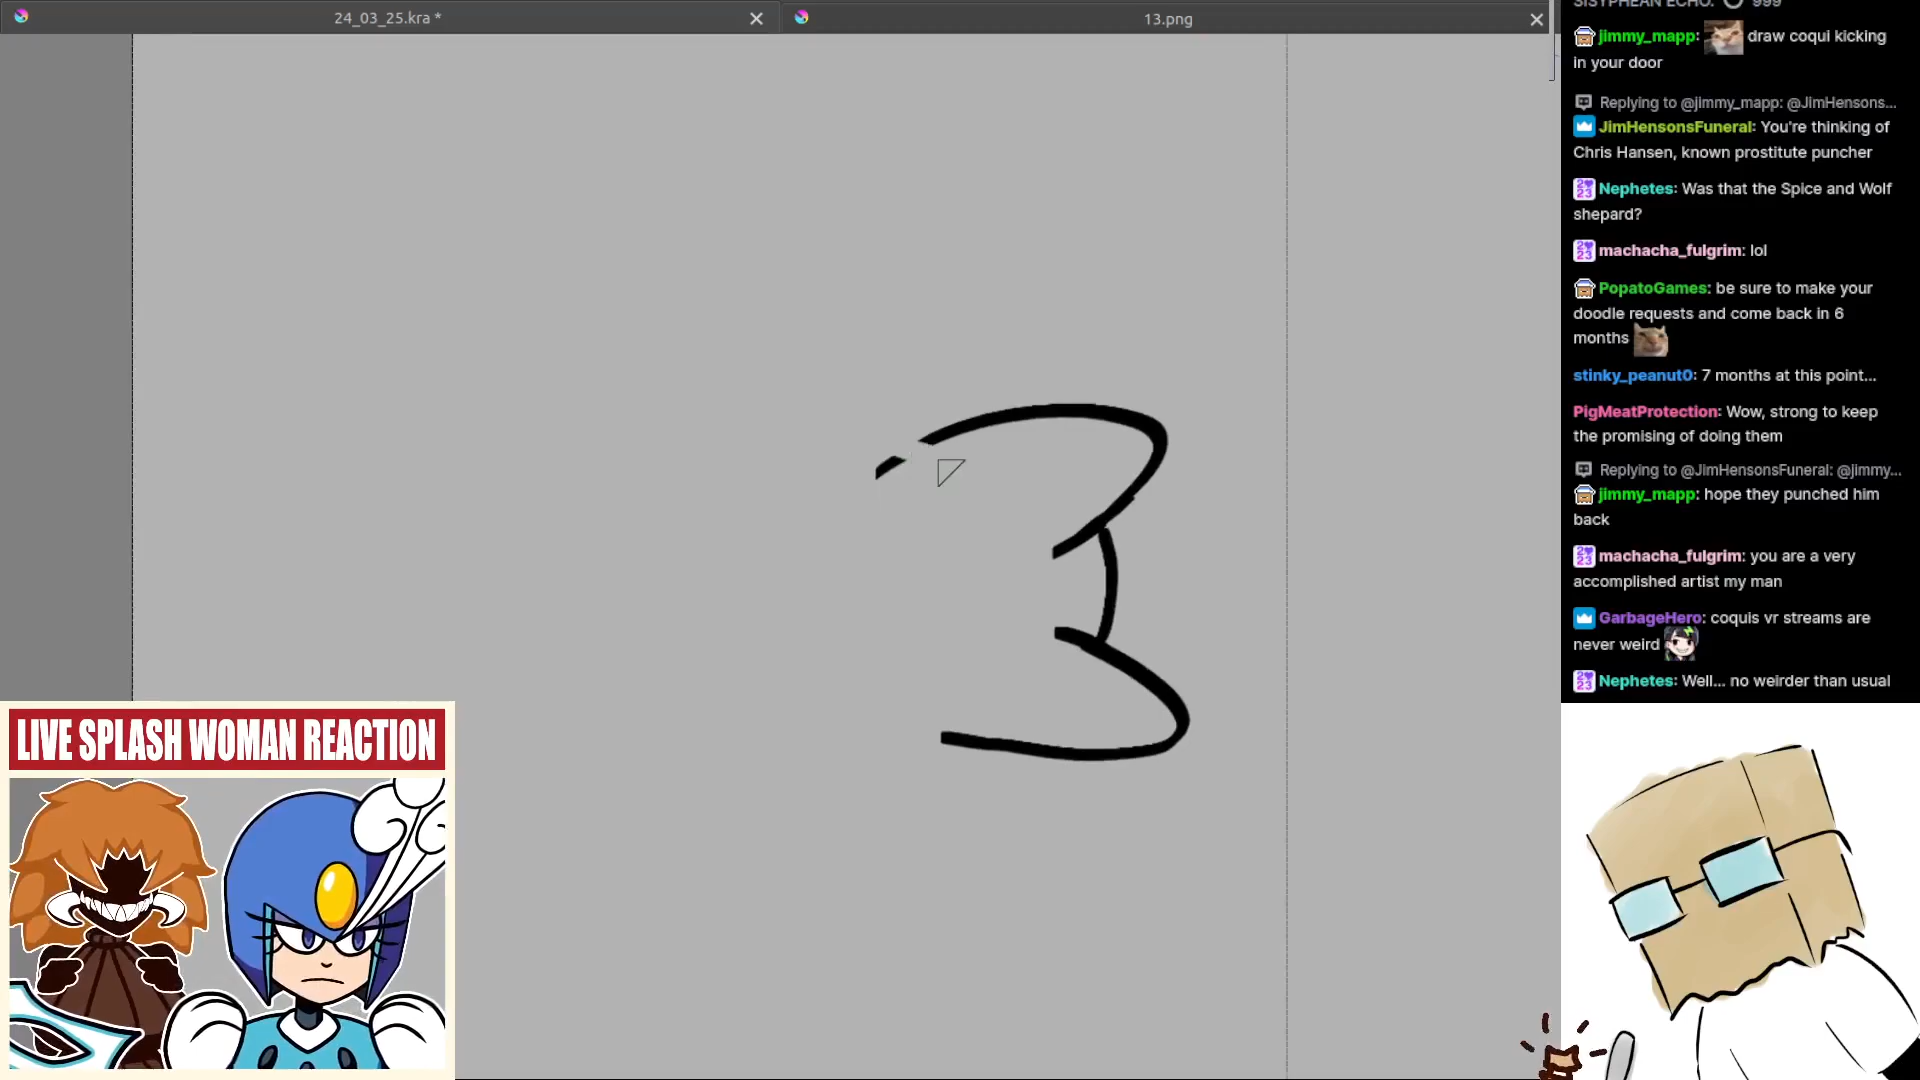 24_03_25.kra *
13.png
SISYPHEAN ECHO: 999
jimmy_mapp: draw coqui kicking
in your door
Replying to @jimmy_mapp: @JimHensons...
JimHensonsFuneral: You're thinking of
Chris Hansen, known prostitute puncher
Nephetes: Was that the Spice and Wolf
shepard?
machacha_fulgrim: lol
PopatoGames: be sure to make your
doodle requests and come back in 6
months
stinky_peanut0: 7 months at this point...
PigMeatProtection: Wow, strong to keep
the promising of doing them
Replying to @JimHensonsFuneral: @jimmy...
jimmy_mapp: hope they punched him
back
machacha_fulgrim: you are a very
accomplished artist my man
GarbageHero: coquis vr streams are
never weird
Nephetes: Well... no weirder than usual
LIVE SPLASH WOMAN REACTION